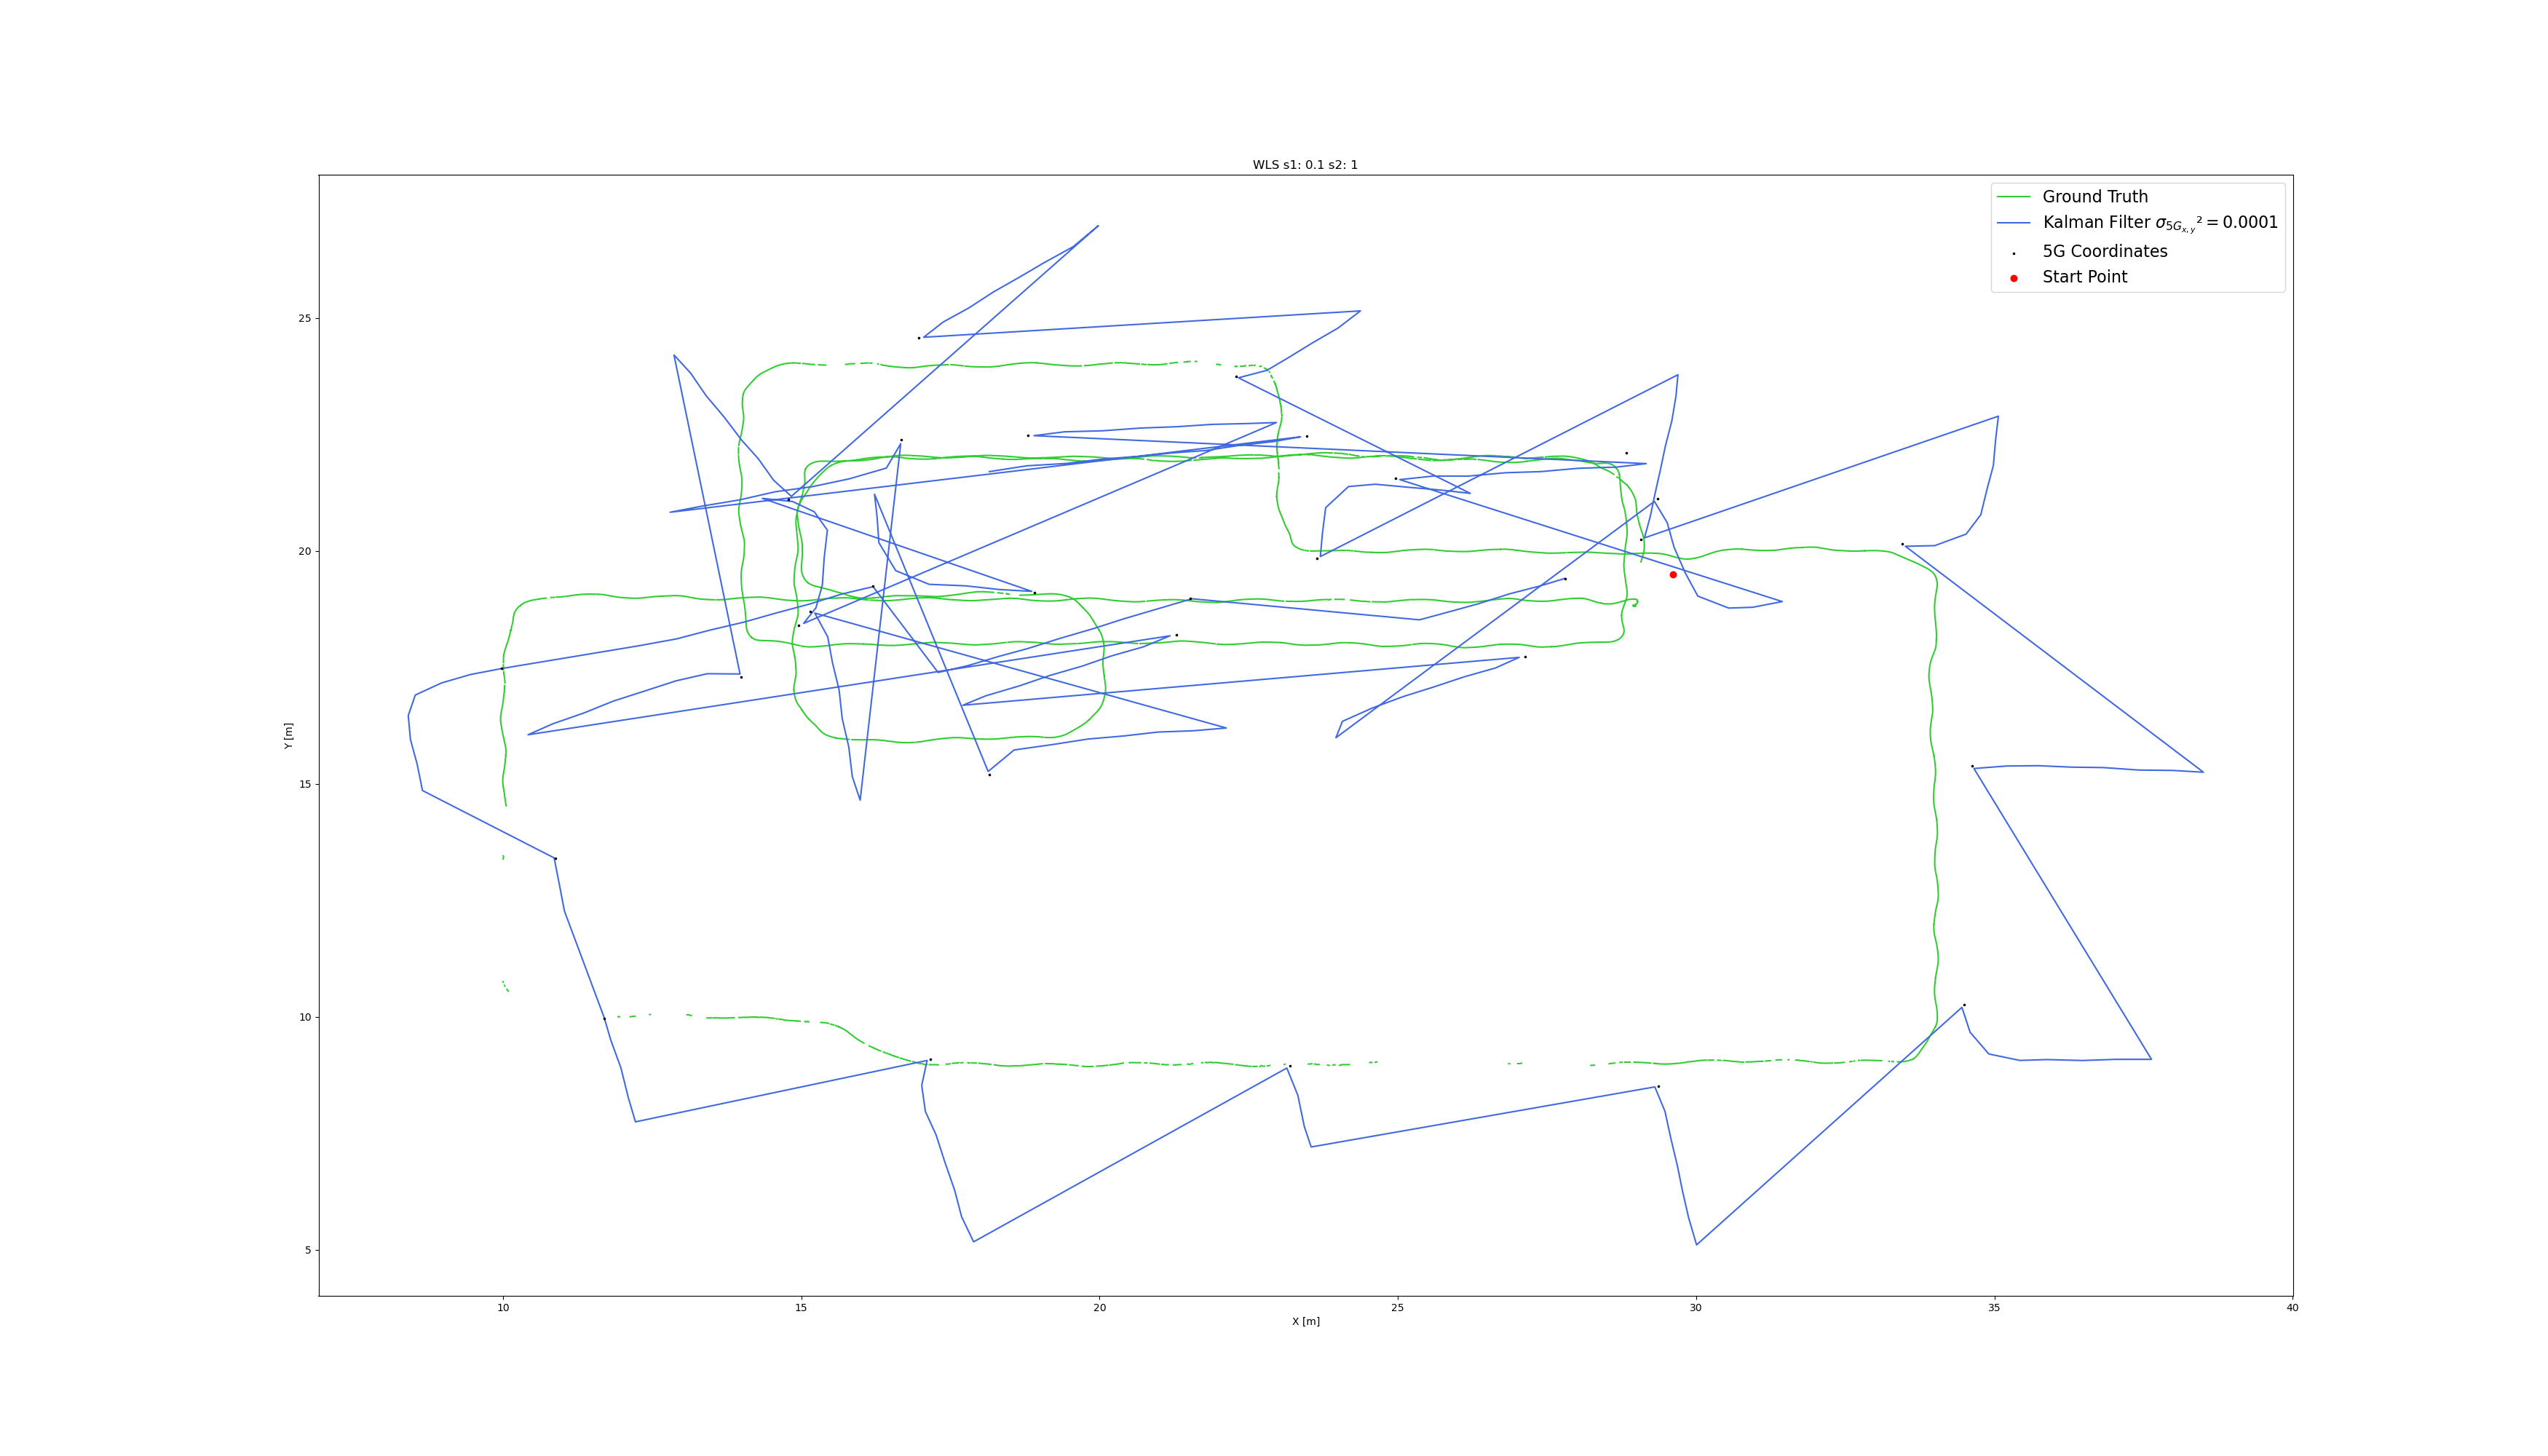 WLS s1: 0.1 s2: 1
Ground Truth
Kalman Filter σ5Gx,y² = 0.0001
5G Coordinates
Start Point
25
20
15
10
5
Y [m]
10 15 20 25 30 35 40
X [m]